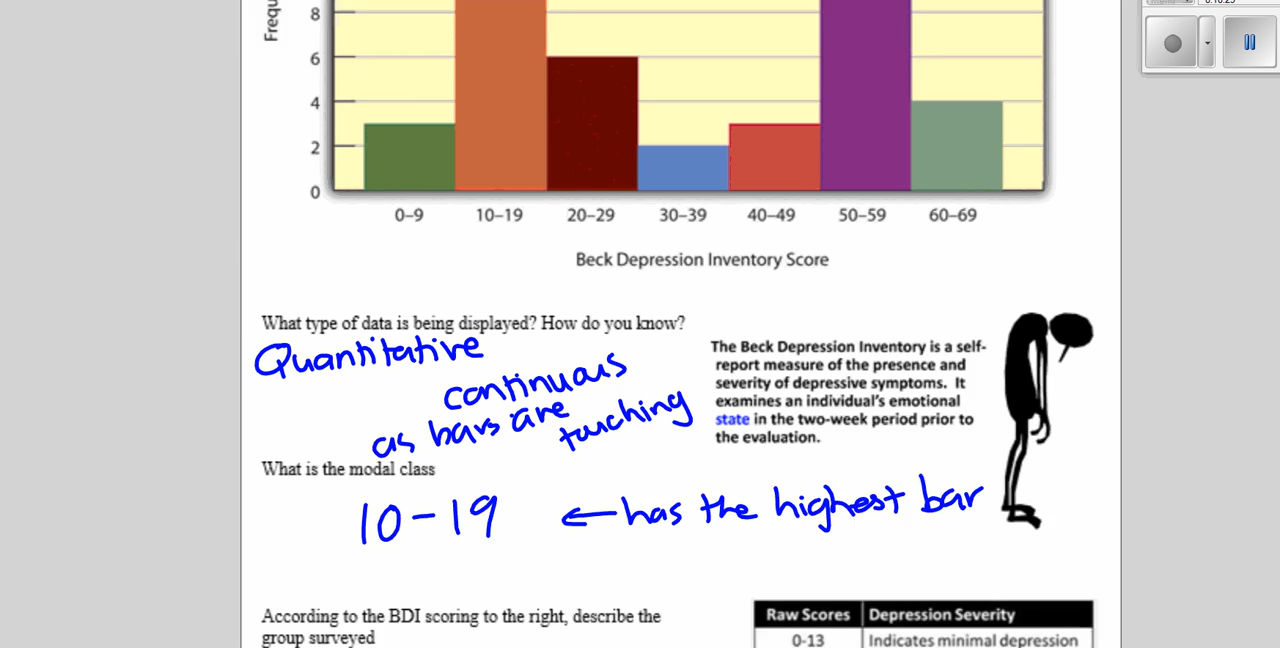 Frequ
8
6
4
2
0
0–9 10–19 20–29 30–39 40–49 50–59 60–69
Beck Depression Inventory Score
What type of data is being displayed? How do you know?
Quantitative
continuous
as bars are
touching
The Beck Depression Inventory is a self-
report measure of the presence and
severity of depressive symptoms. It
examines an individual's emotional
state in the two-week period prior to
the evaluation.
What is the modal class
10-19 ← has the highest bar
According to the BDI scoring to the right, describe the
group surveyed
Raw Scores Depression Severity
0-13 Indicates minimal depression